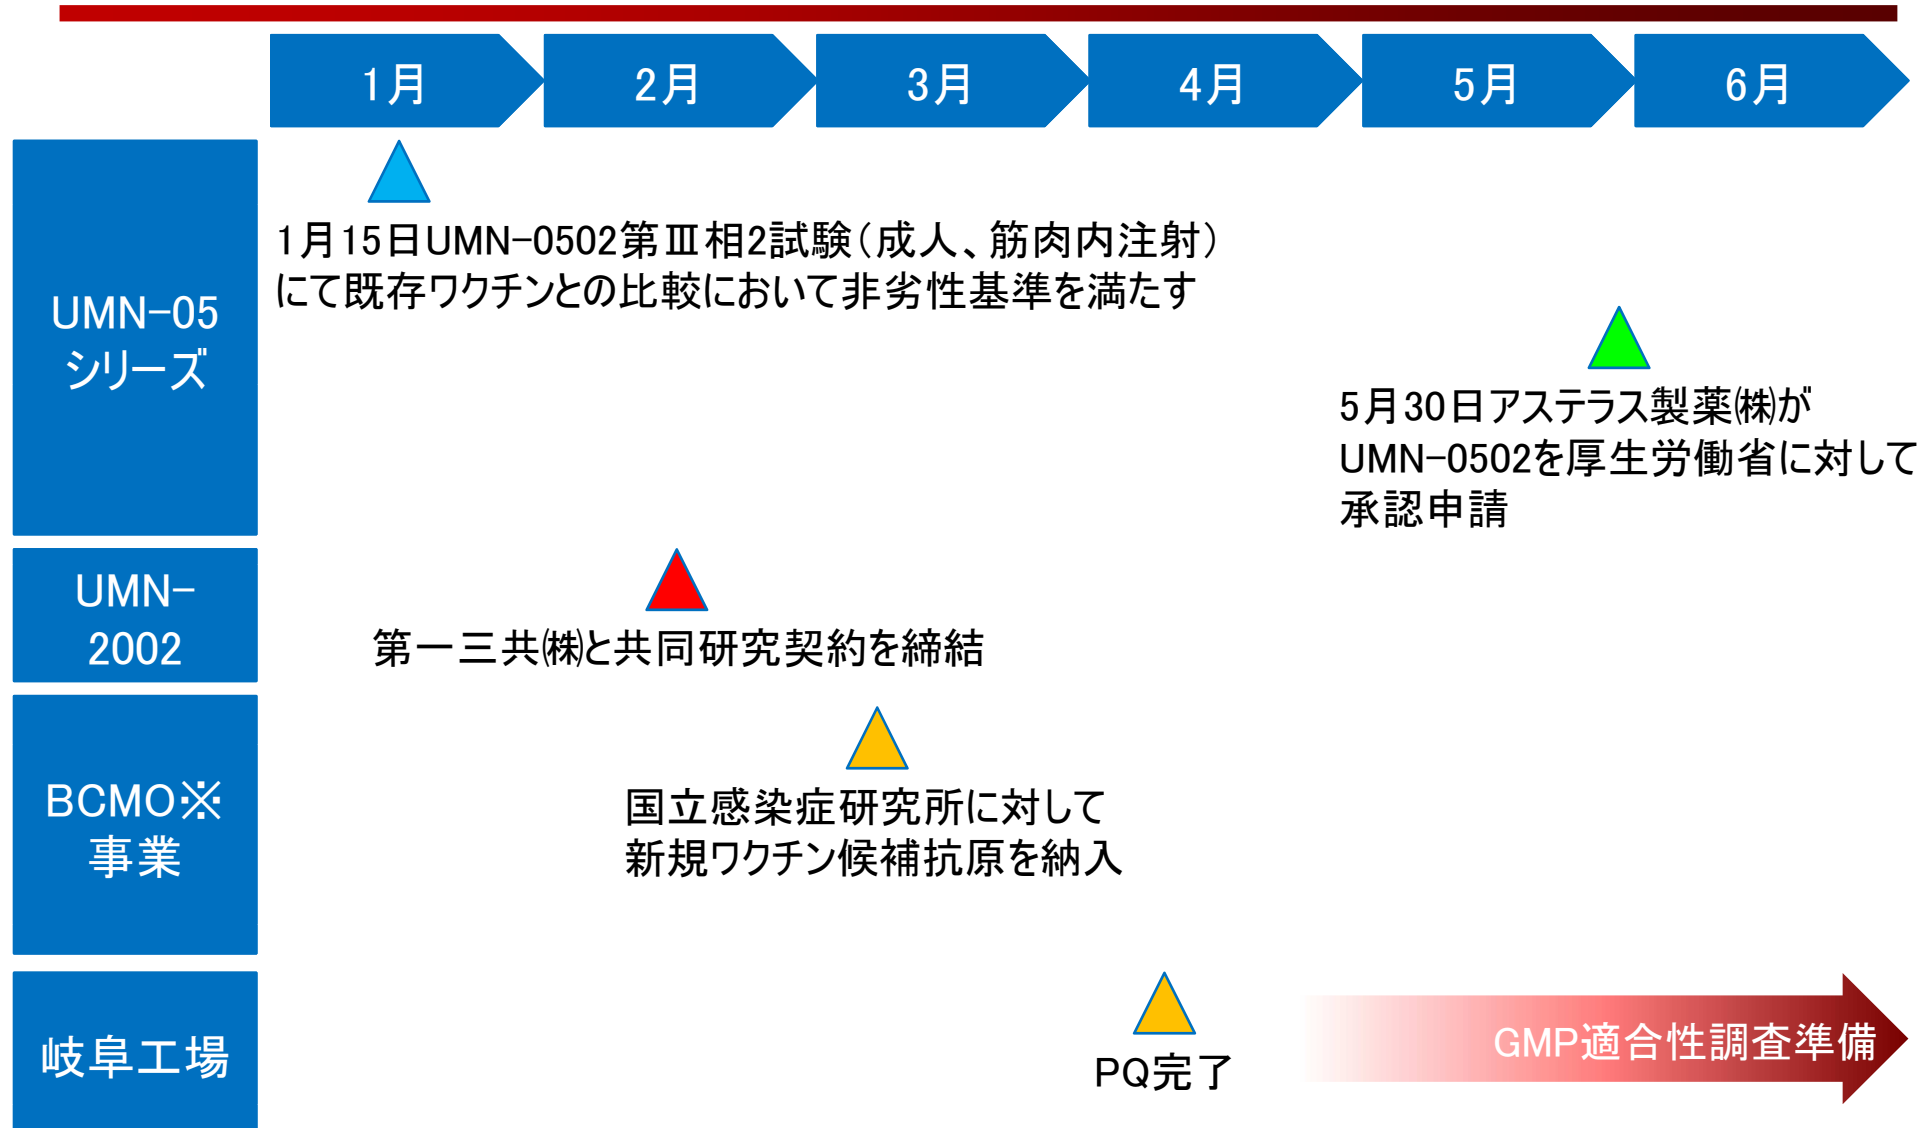 1月
2月
3月
4月
5月
6月
UMN-05
シリーズ
1月15日UMN-0502第Ⅲ相2試験（成人、筋肉内注射）
にて既存ワクチンとの比較において非劣性基準を満たす
5月30日アステラス製薬㈱が
UMN-0502を厚生労働省に対して
承認申請
UMN-
2002
第一三共㈱と共同研究契約を締結
BCMO※
事業
国立感染症研究所に対して
新規ワクチン候補抗原を納入
岐阜工場
PQ完了
GMP適合性調査準備